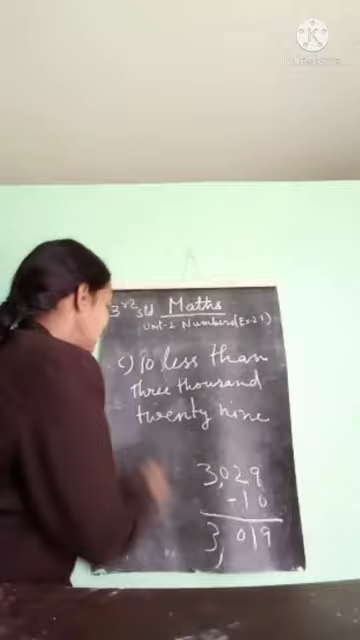 3rd std Maths
Unit-2 Numbers (Ex-2.1)
c) 10 less than
three thousand
twenty nine
3,029
-10
3,019
K